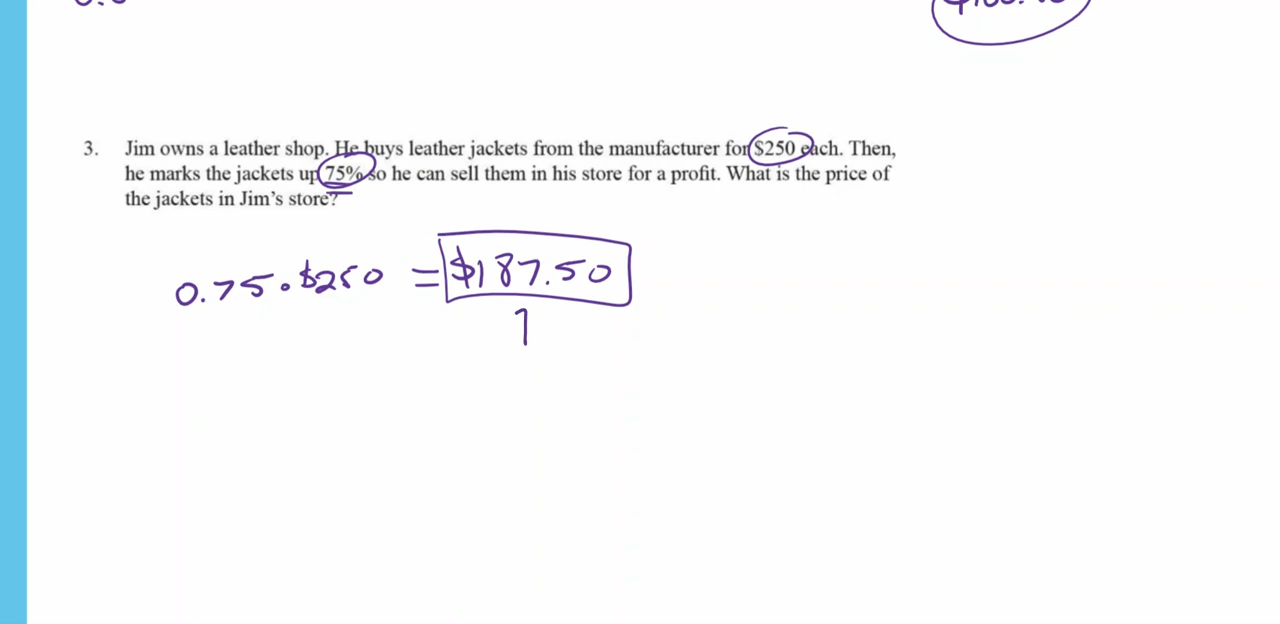 3. Jim owns a leather shop. He buys leather jackets from the manufacturer for $250 each. Then,
he marks the jackets up 75% so he can sell them in his store for a profit. What is the price of
the jackets in Jim's store?
0.75 . $250 = $187.50
1